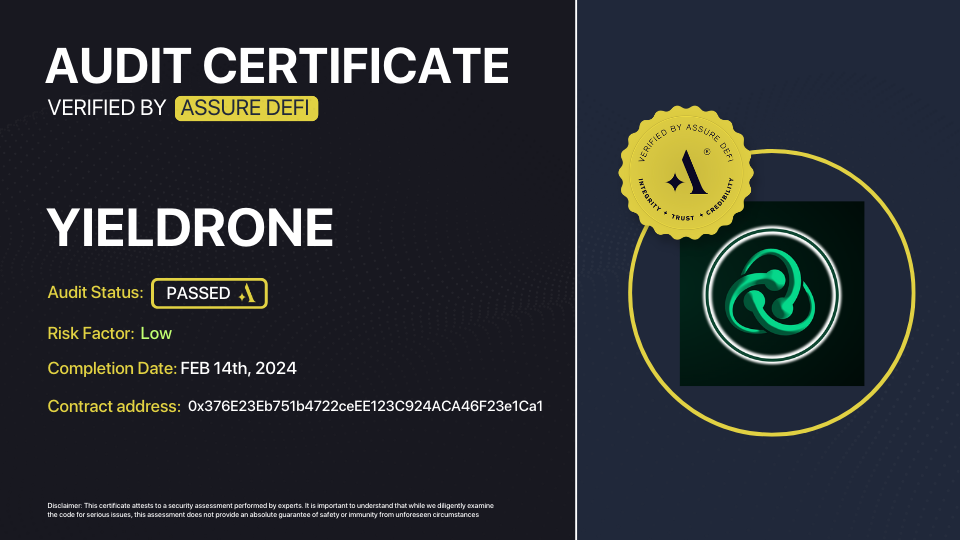 AUDIT CERTIFICATE
VERIFIED BY ASSURE DEFI
YIELDRONE
Audit Status: PASSED
Risk Factor: Low
Completion Date: FEB 14th, 2024
Contract address: 0x376E23Eb751b4722ceEE123C924ACA46F23e1Ca1
Disclaimer: This certificate attests to a security assessment performed by experts. It is important to understand that while we diligently examine
the code for serious issues, this assessment does not provide an absolute guarantee of safety or immunity from unforeseen circumstances
VERIFIED BY ASSURE DEFI
®
INTEGRITY ✦ TRUST ✦ CREDIBILITY